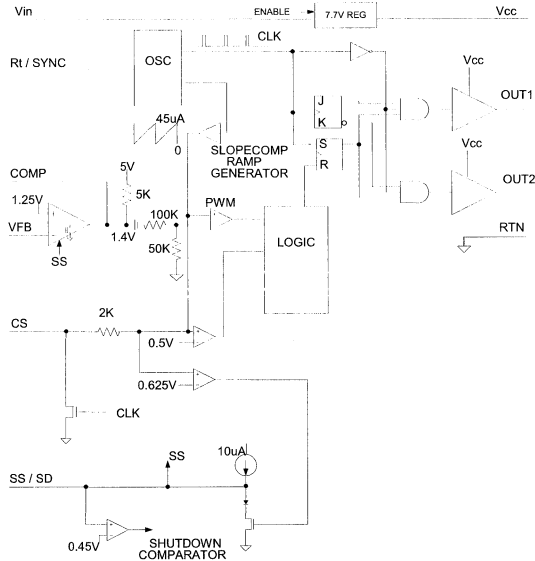 Vin
ENABLE
7.7V REG
Vcc
CLK
Rt / SYNC
OSC
Vcc
J
K
OUT1
45uA
0
SLOPECOMP
RAMP
GENERATOR
S
R
Vcc
COMP
5V
5K
1.25V
OUT2
VFB
1.4V
100K
PWM
50K
LOGIC
RTN
SS
2K
CS
0.5V
0.625V
CLK
SS
10uA
SS / SD
0.45V
SHUTDOWN
COMPARATOR